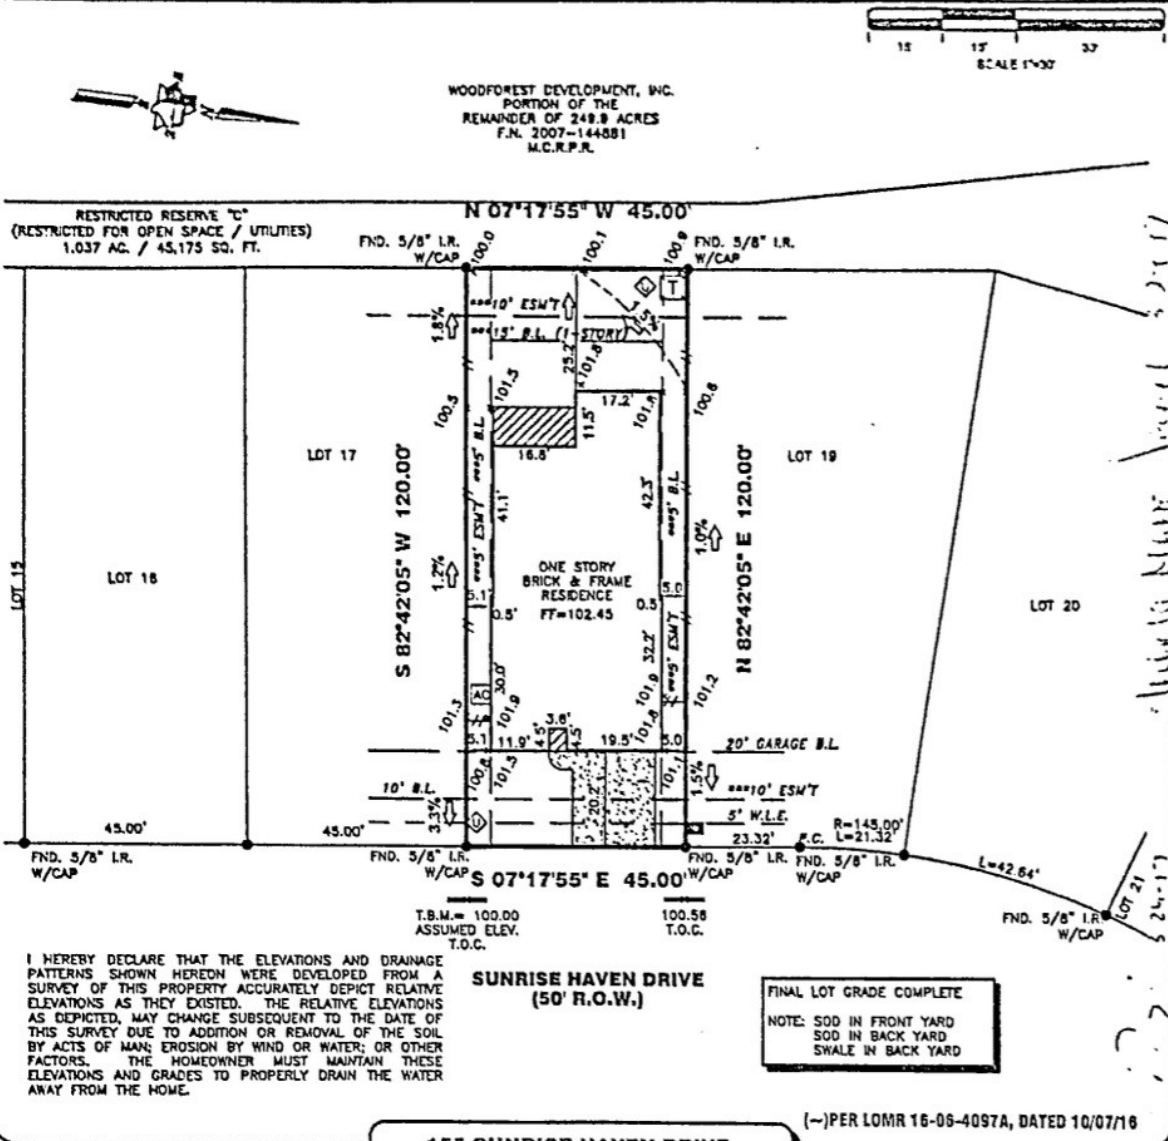 15' 15' 30'
SCALE 1"=30'
WOODFOREST DEVELOPMENT, INC.
PORTION OF THE
REMAINDER OF 249.9 ACRES
F.N. 2007-144881
M.C.R.P.R.
RESTRICTED RESERVE "C"
(RESTRICTED FOR OPEN SPACE / UTILITIES)
1.037 AC. / 45,175 SQ. FT.
N 07°17'55" W 45.00'
FND. 5/8" I.R.
W/CAP
100.0
100.1
100.9
FND. 5/8" I.R.
W/CAP
T
***10' ESM'T
1.8%
***15' B.L. (1-STORY)
25.2'
101.8
101.5
100.5
17.2'
101.8
100.8
11.5'
16.8'
LOT 15
LOT 16
LOT 17
LOT 19
LOT 20
S 82°42'05" W 120.00'
N 82°42'05" E 120.00'
***5' B.L.
***5' ESM'T
41.1'
42.3'
***5' B.L.
1.2%
1.0%
ONE STORY
BRICK & FRAME
RESIDENCE
FF=102.45
5.1'
0.5'
0.5'
5.0
30.0'
32.2'
***5' ESM'T
AC
101.3
101.9
101.9
101.8
101.2
3.8'
4.5'
4.5'
5.1
11.9'
19.5'
5.0
20' GARAGE B.L.
100.8
101.5
101.1
1.5%
10' B.L.
3.3%
20.2'
***10' ESM'T
5' W.L.E.
45.00'
45.00'
23.32'
P.C.
R=145.00'
L=21.32'
L=42.64'
FND. 5/8" I.R.
W/CAP
FND. 5/8" I.R.
W/CAP
S 07°17'55" E 45.00'
FND. 5/8" I.R.
W/CAP
FND. 5/8" I.R.
W/CAP
FND. 5/8" I.R.
W/CAP
LOT 21
T.B.M.= 100.00
ASSUMED ELEV.
T.O.C.
100.58
T.O.C.
SUNRISE HAVEN DRIVE
(50' R.O.W.)
I HEREBY DECLARE THAT THE ELEVATIONS AND DRAINAGE
PATTERNS SHOWN HEREON WERE DEVELOPED FROM A
SURVEY OF THIS PROPERTY ACCURATELY DEPICT RELATIVE
ELEVATIONS AS THEY EXISTED. THE RELATIVE ELEVATIONS
AS DEPICTED, MAY CHANGE SUBSEQUENT TO THE DATE OF
THIS SURVEY DUE TO ADDITION OR REMOVAL OF THE SOIL
BY ACTS OF MAN; EROSION BY WIND OR WATER; OR OTHER
FACTORS. THE HOMEOWNER MUST MAINTAIN THESE
ELEVATIONS AND GRADES TO PROPERLY DRAIN THE WATER
AWAY FROM THE HOME.
FINAL LOT GRADE COMPLETE
NOTE: SOD IN FRONT YARD
SOD IN BACK YARD
SWALE IN BACK YARD
(~)PER LOMR 16-06-4097A, DATED 10/07/16
SUNRISE HAVEN DRIVE